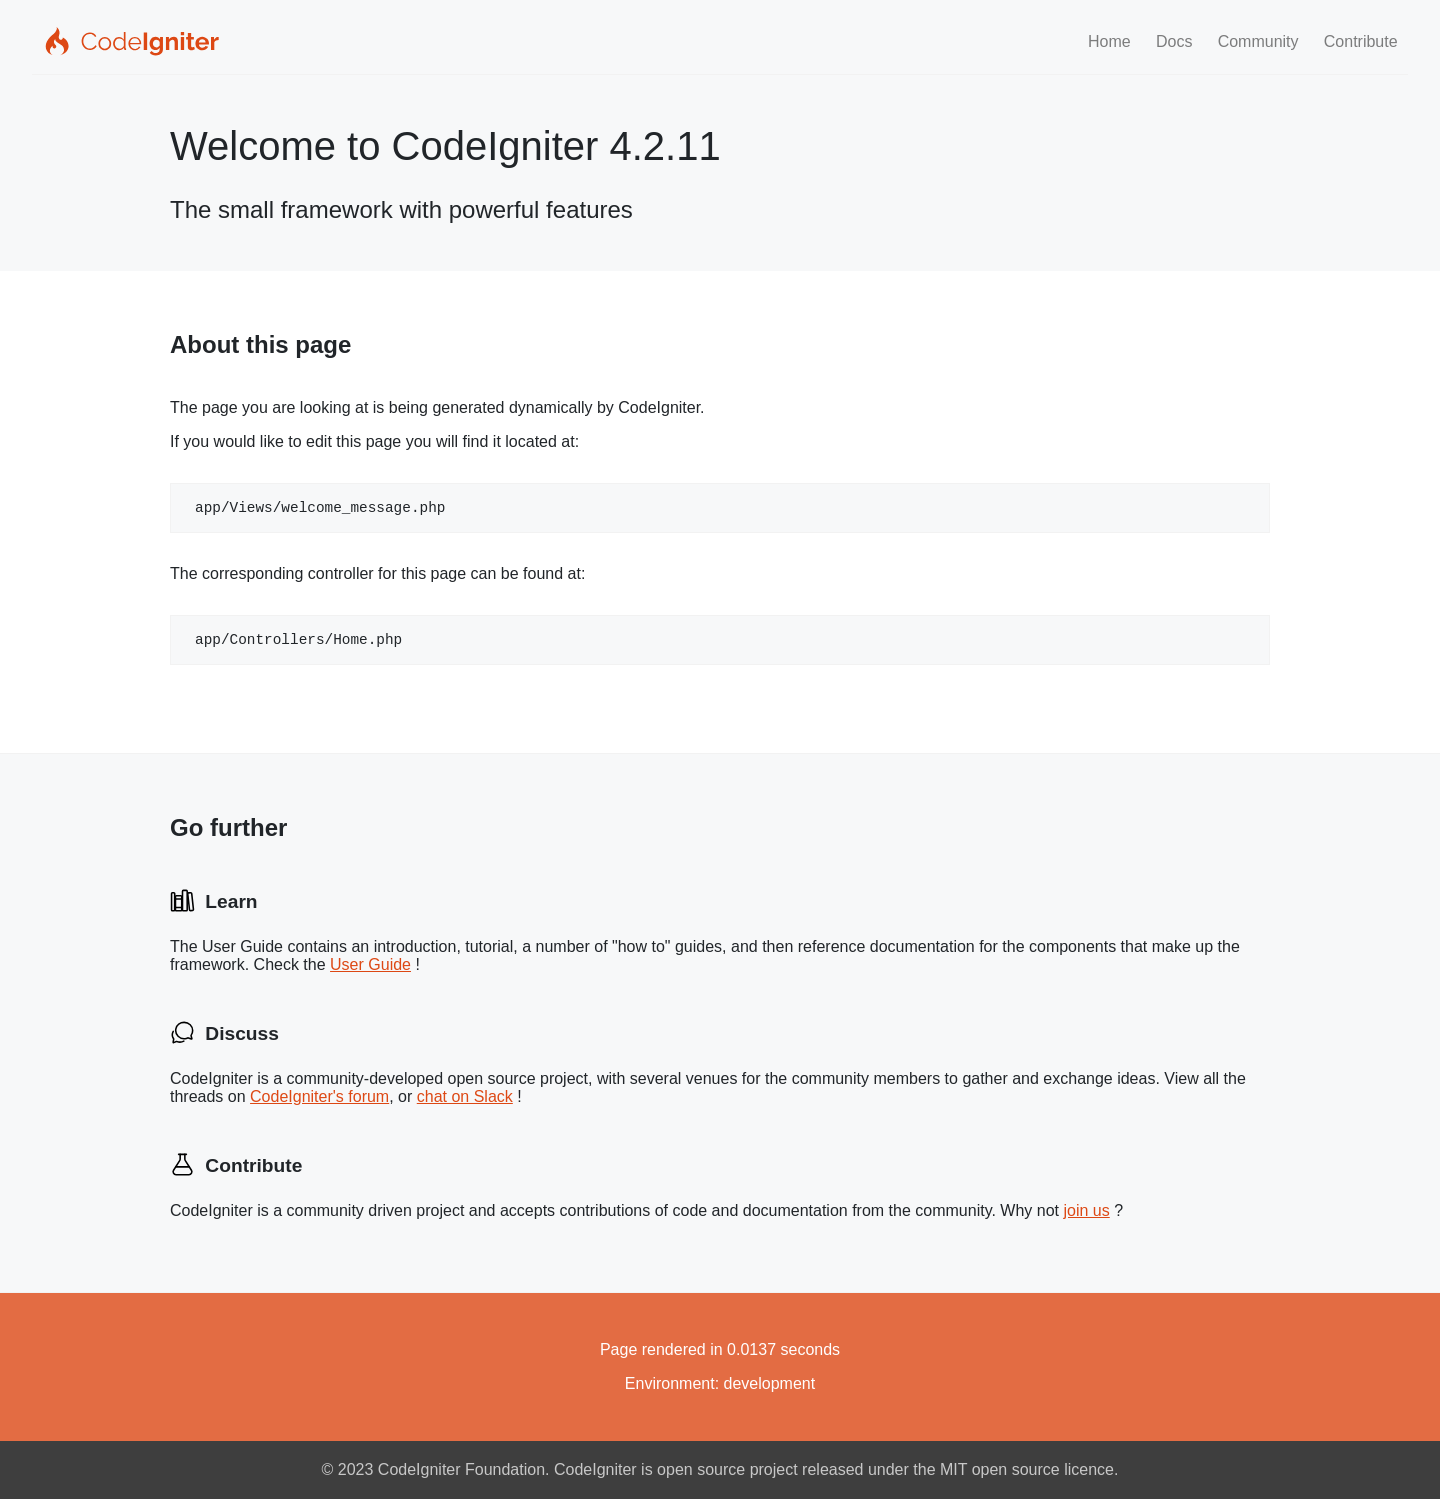 CodeIgniter
Home Docs Community Contribute
Welcome to CodeIgniter 4.2.11
The small framework with powerful features
About this page
The page you are looking at is being generated dynamically by CodeIgniter.
If you would like to edit this page you will find it located at:
app/Views/welcome_message.php
The corresponding controller for this page can be found at:
app/Controllers/Home.php
Go further
Learn
The User Guide contains an introduction, tutorial, a number of "how to" guides, and then reference documentation for the components that make up the
framework. Check the User Guide !
Discuss
CodeIgniter is a community-developed open source project, with several venues for the community members to gather and exchange ideas. View all the
threads on CodeIgniter's forum, or chat on Slack !
Contribute
CodeIgniter is a community driven project and accepts contributions of code and documentation from the community. Why not join us ?
Page rendered in 0.0137 seconds
Environment: development
© 2023 CodeIgniter Foundation. CodeIgniter is open source project released under the MIT open source licence.